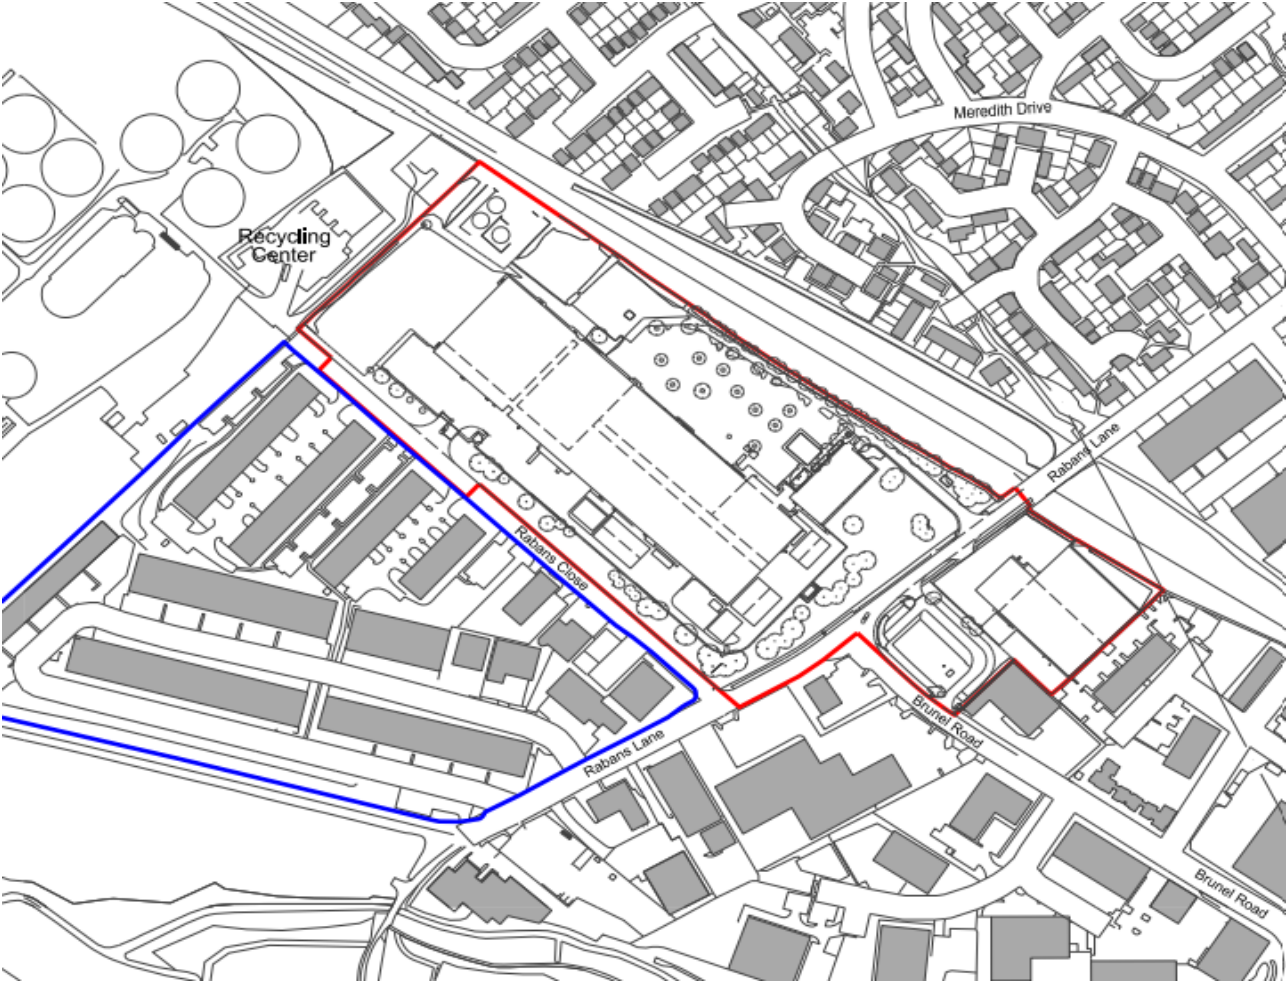 Meredith Drive
Recycling
Center
Rabans Lane
Rabans Close
Brunel Road
Rabans Lane
Brunel Road